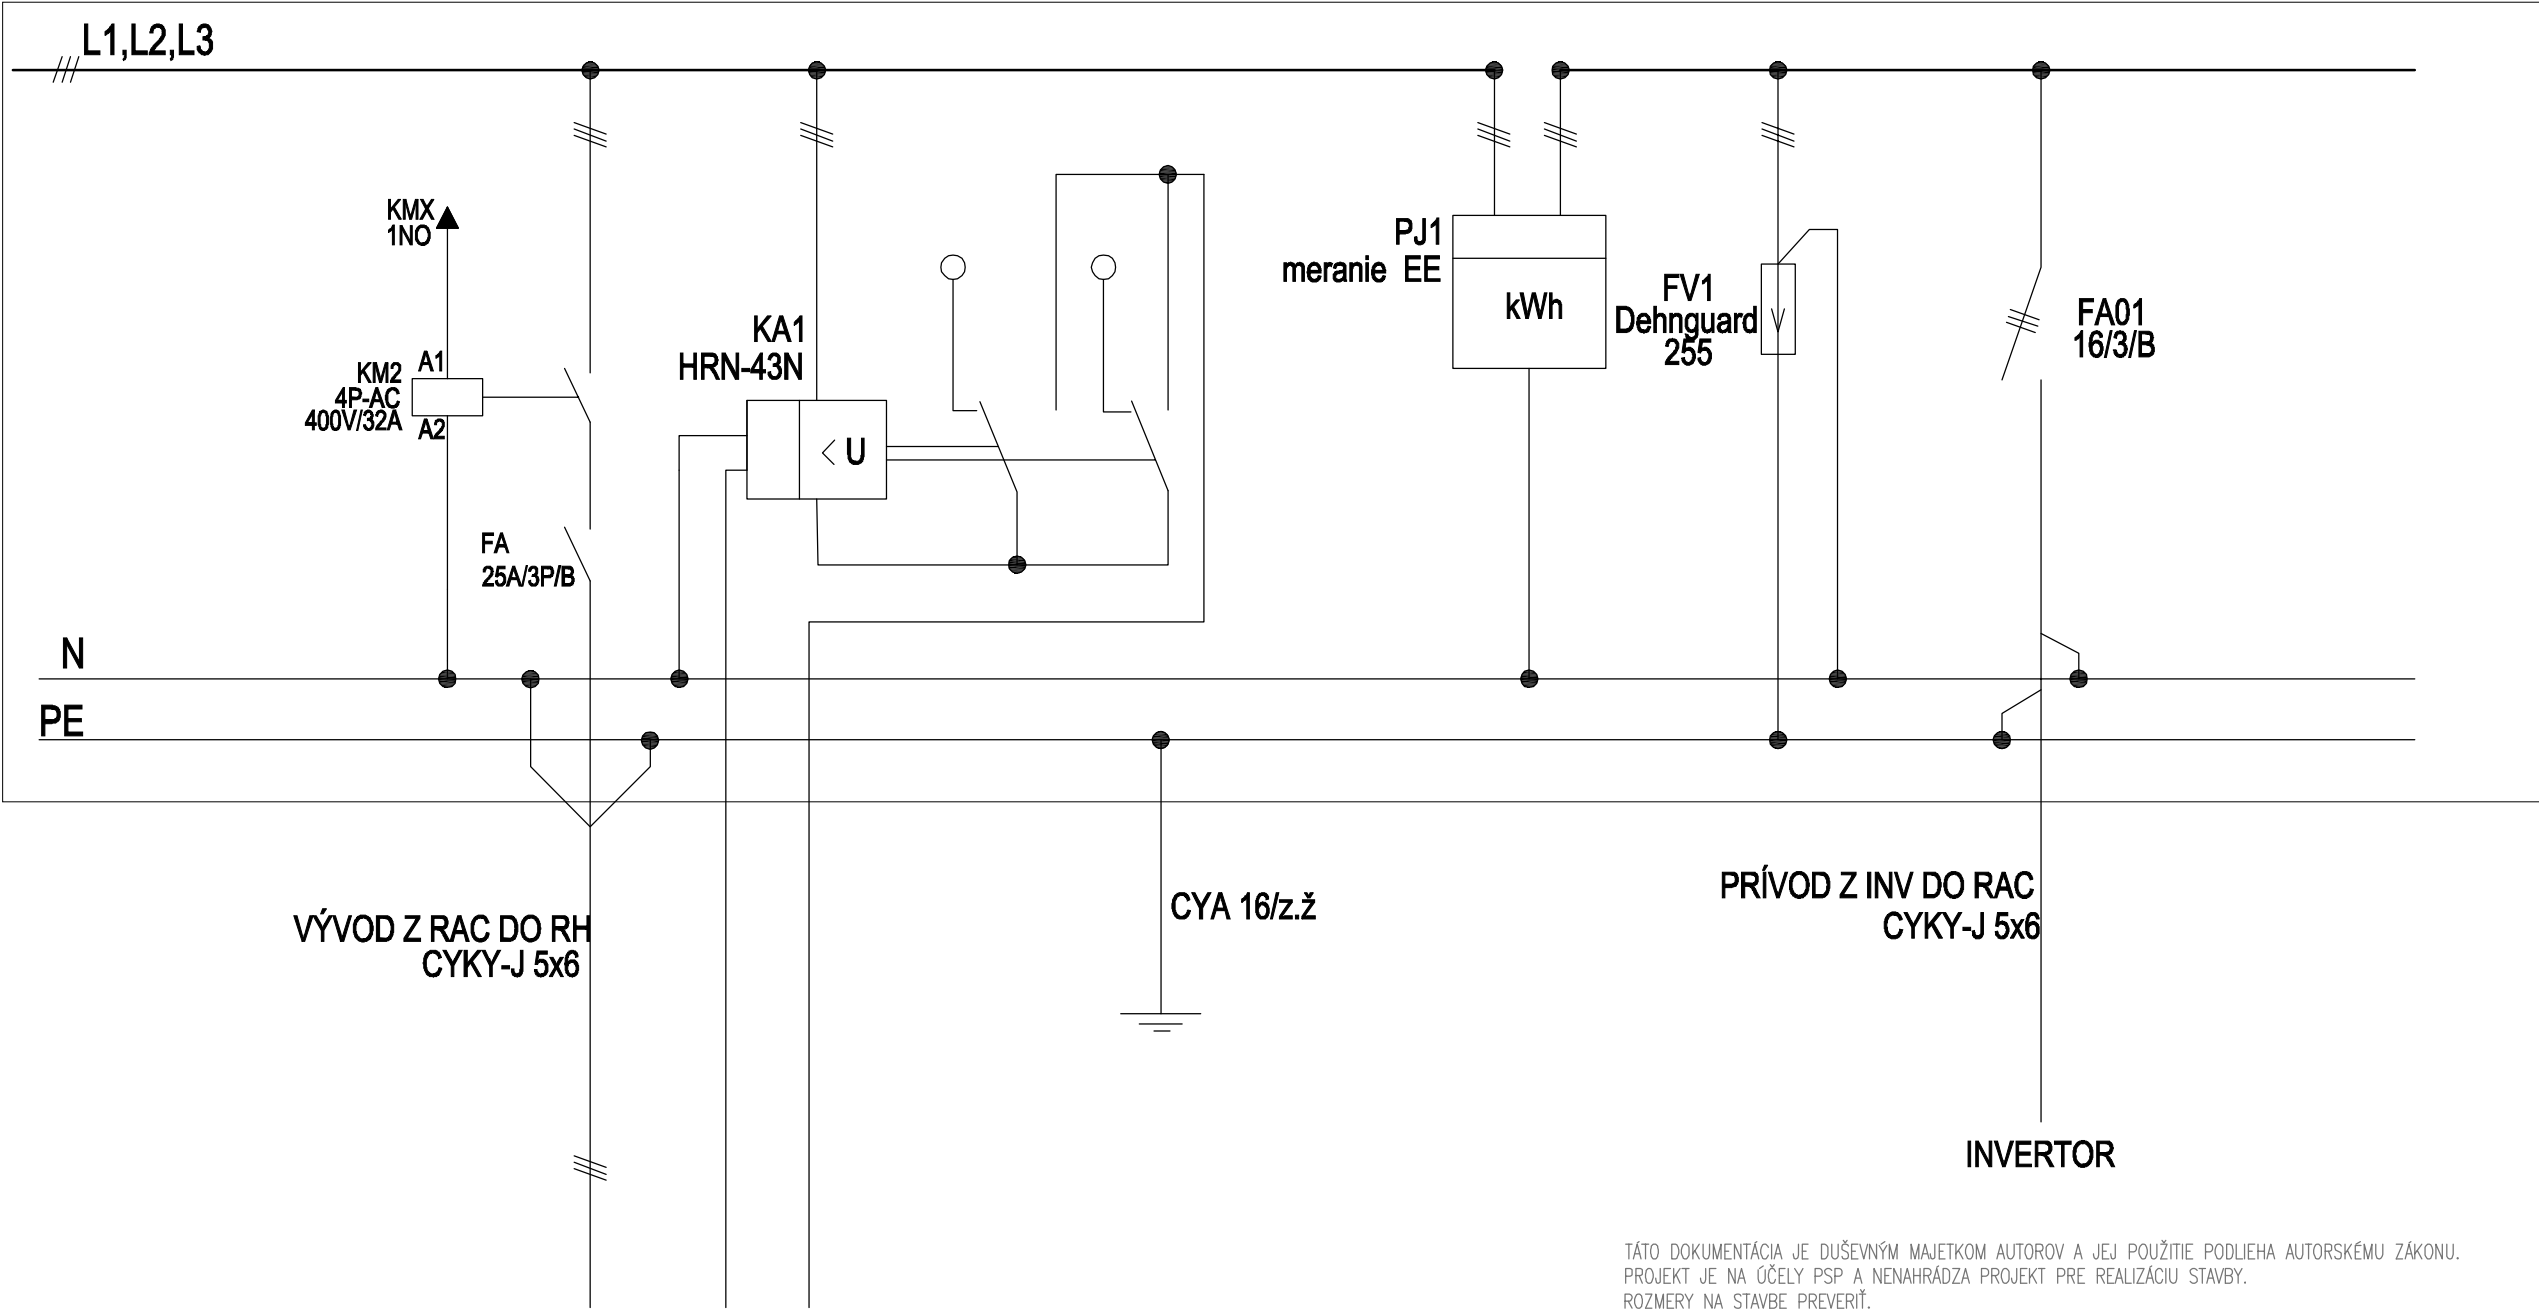 L1,L2,L3
KMX
1NO
KM2
4P-AC
400V/32A
A1
A2
FA
25A/3P/B
KA1
HRN-43N
< U
PJ1
meranie EE
kWh
FV1
Dehnguard
255
FA01
16/3/B
N
PE
VÝVOD Z RAC DO RH
CYKY-J 5x6
CYA 16/z.ž
PRÍVOD Z INV DO RAC
CYKY-J 5x6
INVERTOR
TÁTO DOKUMENTÁCIA JE DUŠEVNÝM MAJETKOM AUTOROV A JEJ POUŽITIE PODLIEHA AUTORSKÉMU ZÁKONU.
PROJEKT JE NA ÚČELY PSP A NENAHRÁDZA PROJEKT PRE REALIZÁCIU STAVBY.
ROZMERY NA STAVBE PREVERIŤ.